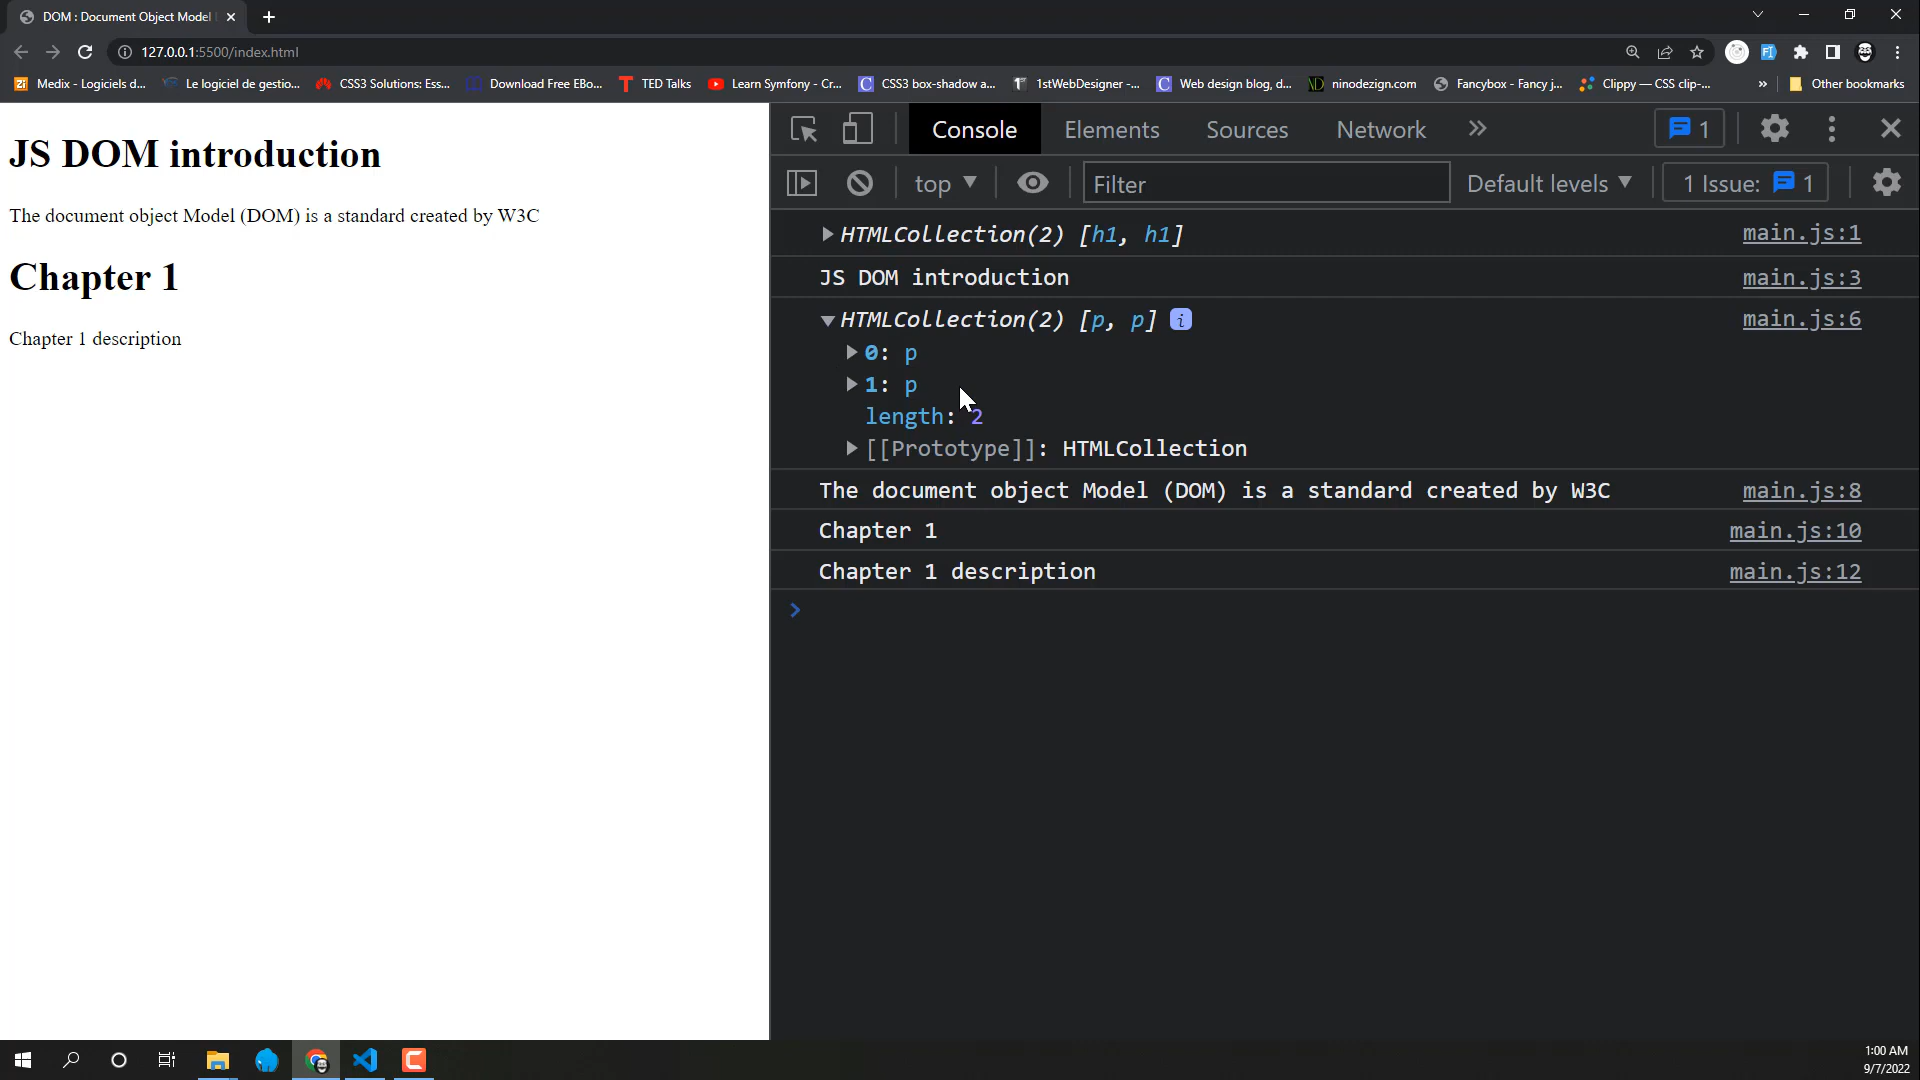 DOM : Document Object Model
127.0.0.1:5500/index.html
Medix - Logiciels d...
Le logiciel de gestio...
CSS3 Solutions: Ess...
Download Free EBo...
TED Talks
Learn Symfony - Cr...
CSS3 box-shadow a...
1stWebDesigner -...
Web design blog, d...
ninodezign.com
Fancybox - Fancy j...
Clippy — CSS clip-...
»
Other bookmarks
JS DOM introduction
The document object Model (DOM) is a standard created by W3C
Chapter 1
Chapter 1 description
Console Elements Sources Network » 1
top Filter Default levels 1 Issue: 1
HTMLCollection(2) [h1, h1] main.js:1
JS DOM introduction main.js:3
HTMLCollection(2) [p, p] i main.js:6
0: p
1: p
length: 2
[[Prototype]]: HTMLCollection
The document object Model (DOM) is a standard created by W3C main.js:8
Chapter 1 main.js:10
Chapter 1 description main.js:12
1:00 AM
9/7/2022